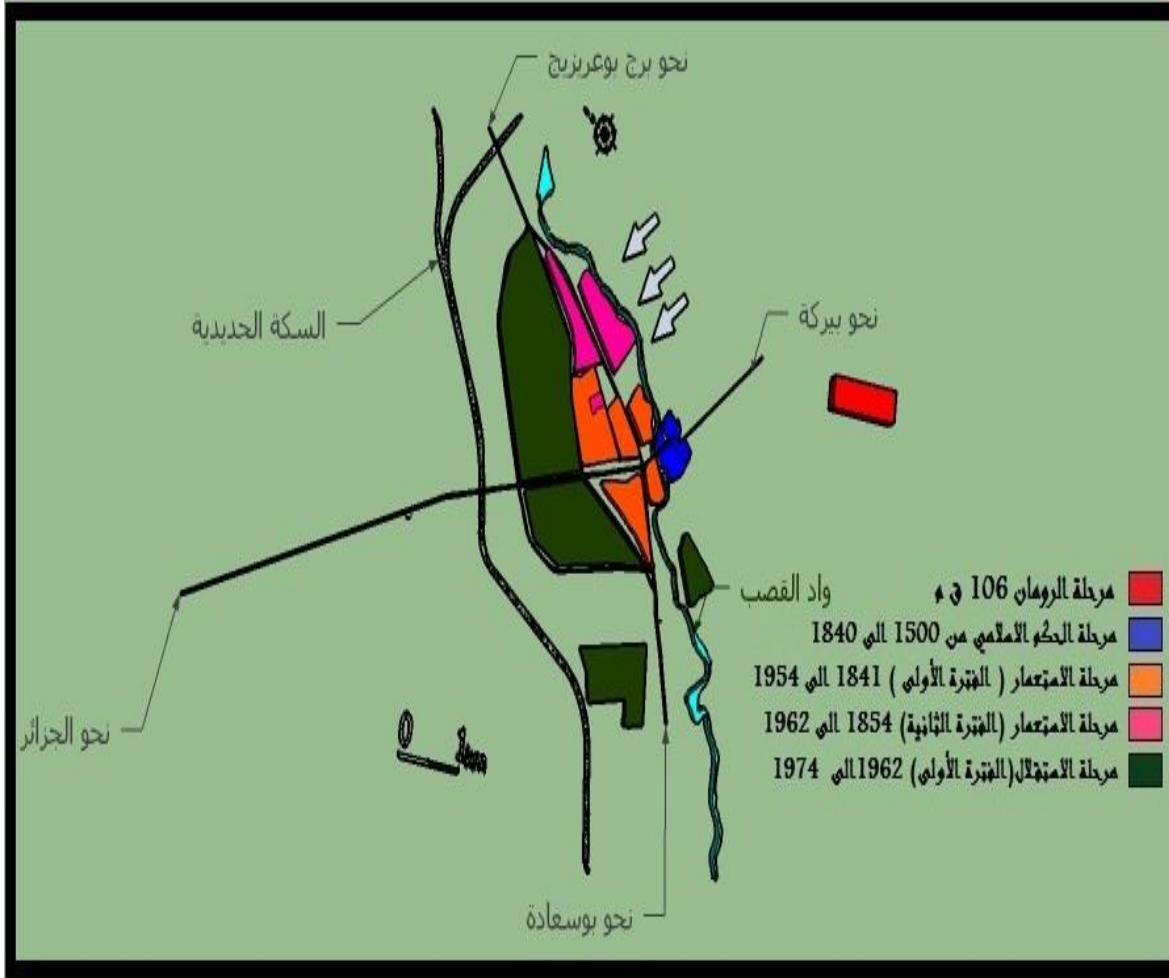 نحو برج بوعريريج
السكة الحديدية
نحو بيركة
واد القصب
نحو الجزائر
نحو بوسعادة
0
مرحلة الرومان 106 ق م
مرحلة الحكم الاسلامي من 1500 الى 1840
مرحلة الاستعمار ( الفترة الأولى ) 1841 الى 1954
مرحلة الاستعمار (الفترة الثانية) 1854 الى 1962
مرحلة الاستقلال(الفترة الأولى) 1962الى 1974